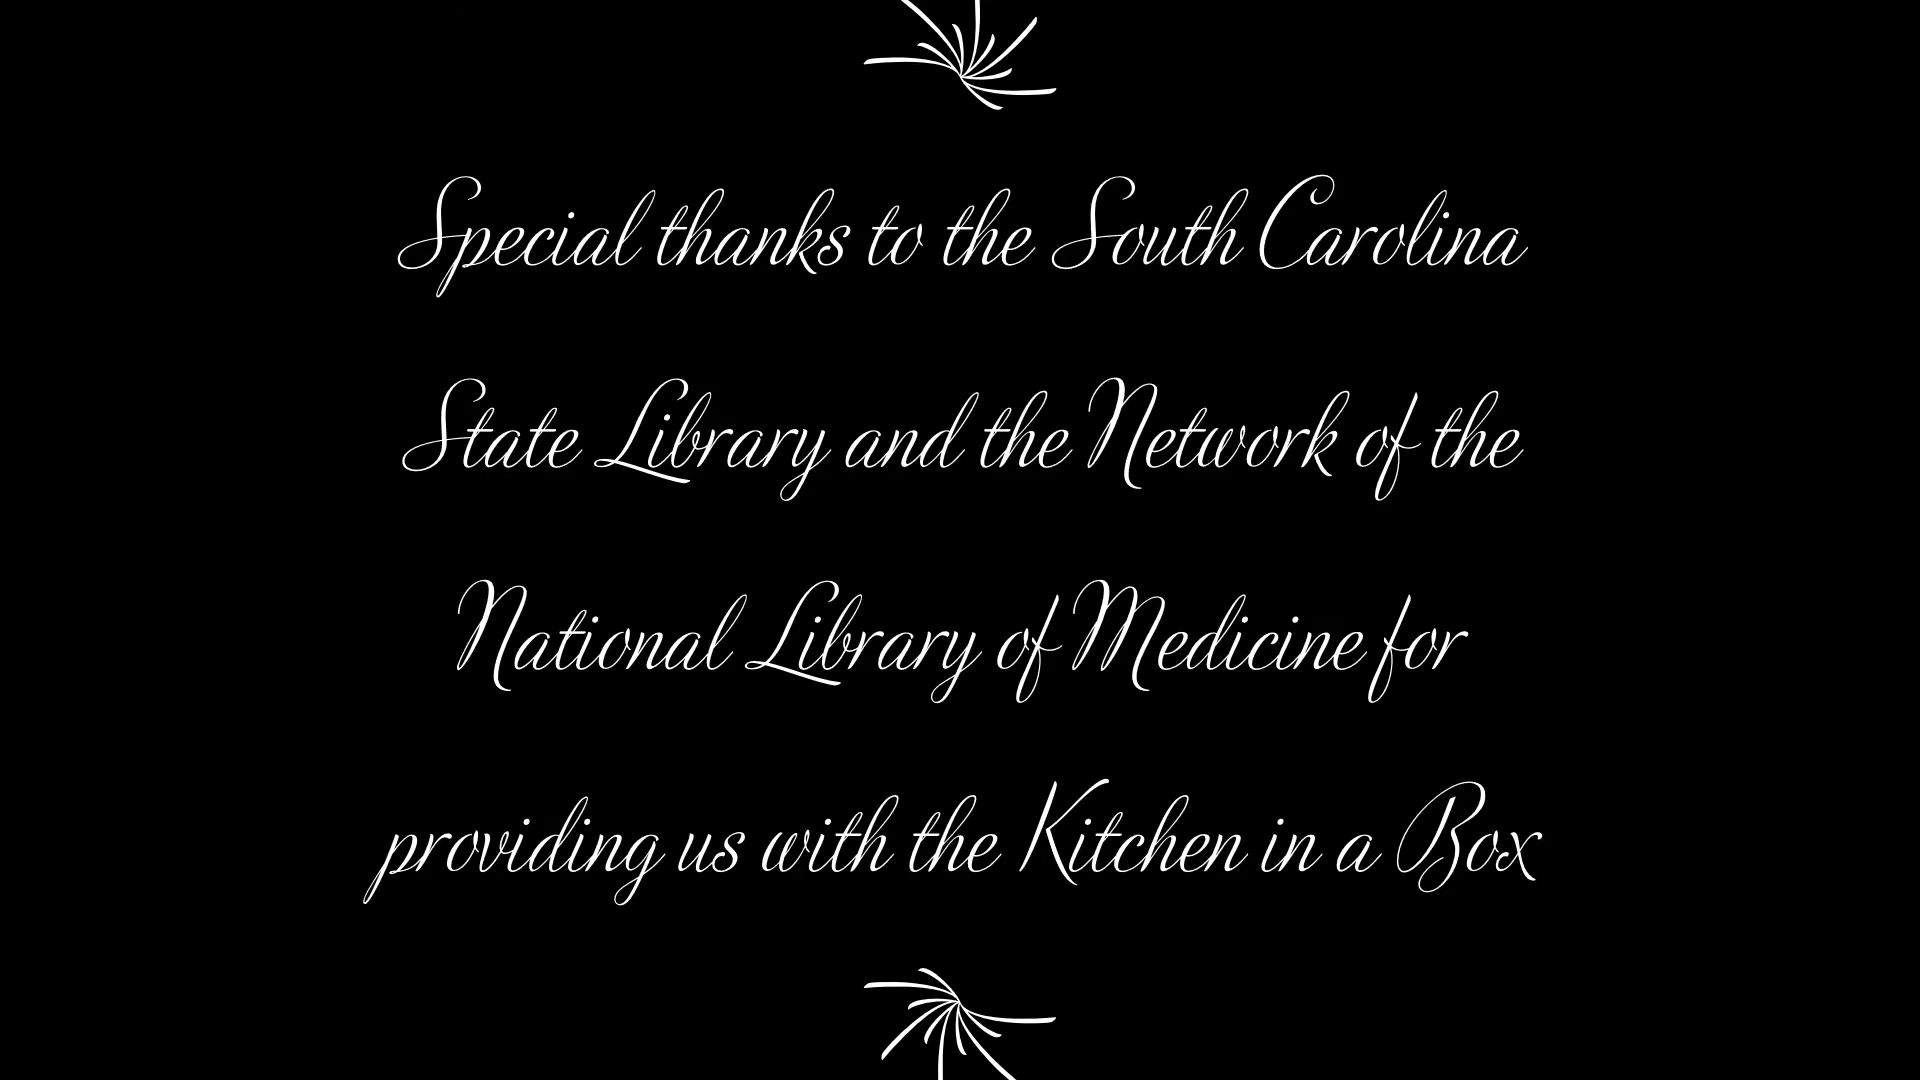 Special thanks to the South Carolina
State Library and the Network of the
National Library of Medicine for
providing us with the Kitchen in a Box